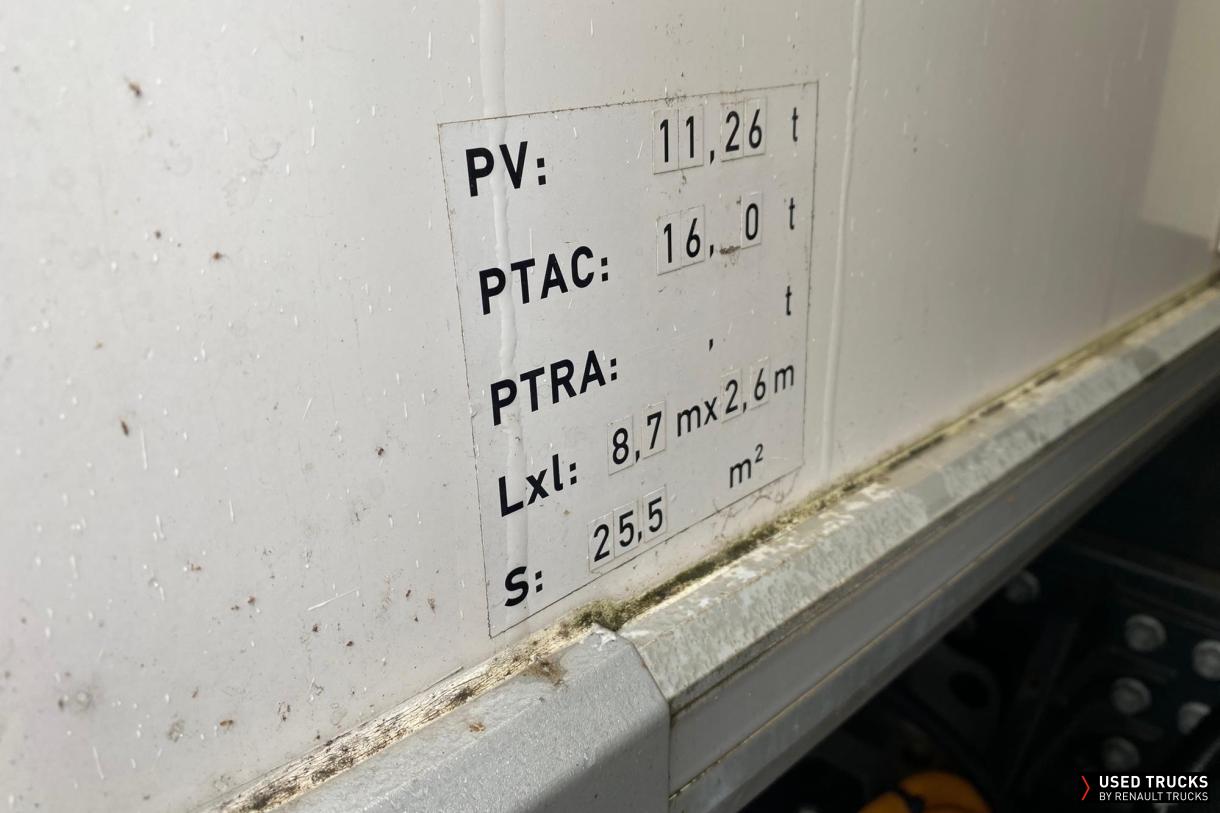 PV: 11,26 t
PTAC: 16, 0 t
PTRA: , t
Lxl: 8,7 mx2,6m
S: 25,5 m²
USED TRUCKS
BY RENAULT TRUCKS